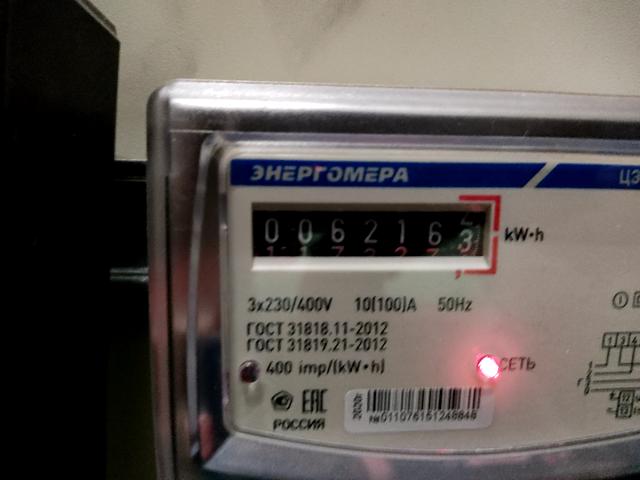 ЭНЕРГОМЕРА ЦЭ
0062163 kW•h
3x230/400V 10(100)A 50Hz
ГОСТ 31818.11-2012
ГОСТ 31819.21-2012
400 imp/(kW•h) СЕТЬ
ЕАС
РОССИЯ
2020г